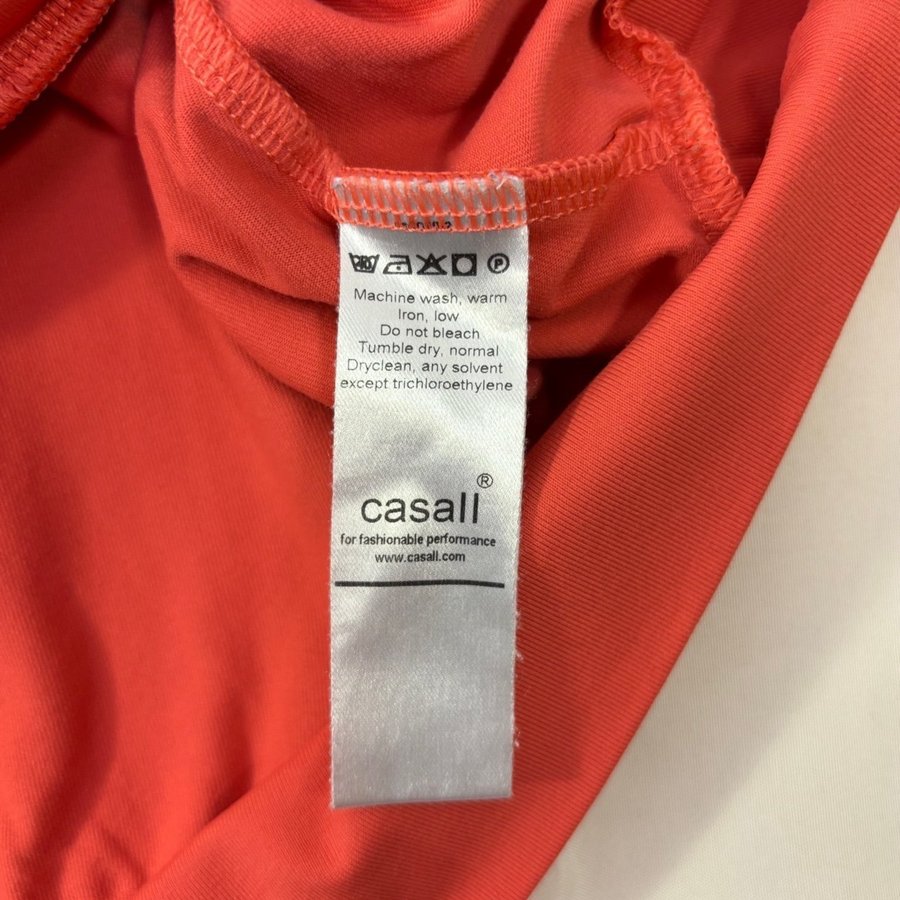 Machine wash, warm
Iron, low
Do not bleach
Tumble dry, normal
Dryclean, any solvent
except trichloroethylene
casall®
for fashionable performance
www.casall.com